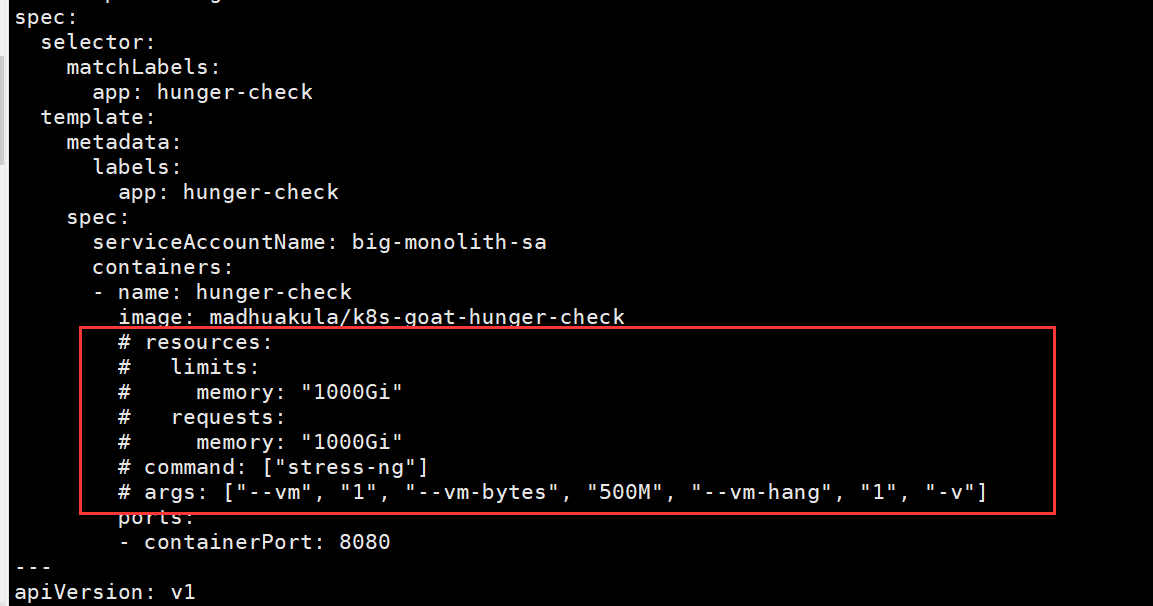 spec:
  selector:
    matchLabels:
      app: hunger-check
  template:
    metadata:
      labels:
        app: hunger-check
    spec:
      serviceAccountName: big-monolith-sa
      containers:
      - name: hunger-check
        image: madhuakula/k8s-goat-hunger-check
        # resources:
        #   limits:
        #     memory: "1000Gi"
        #   requests:
        #     memory: "1000Gi"
        # command: ["stress-ng"]
        # args: ["--vm", "1", "--vm-bytes", "500M", "--vm-hang", "1", "-v"]
        ports:
        - containerPort: 8080
---
apiVersion: v1